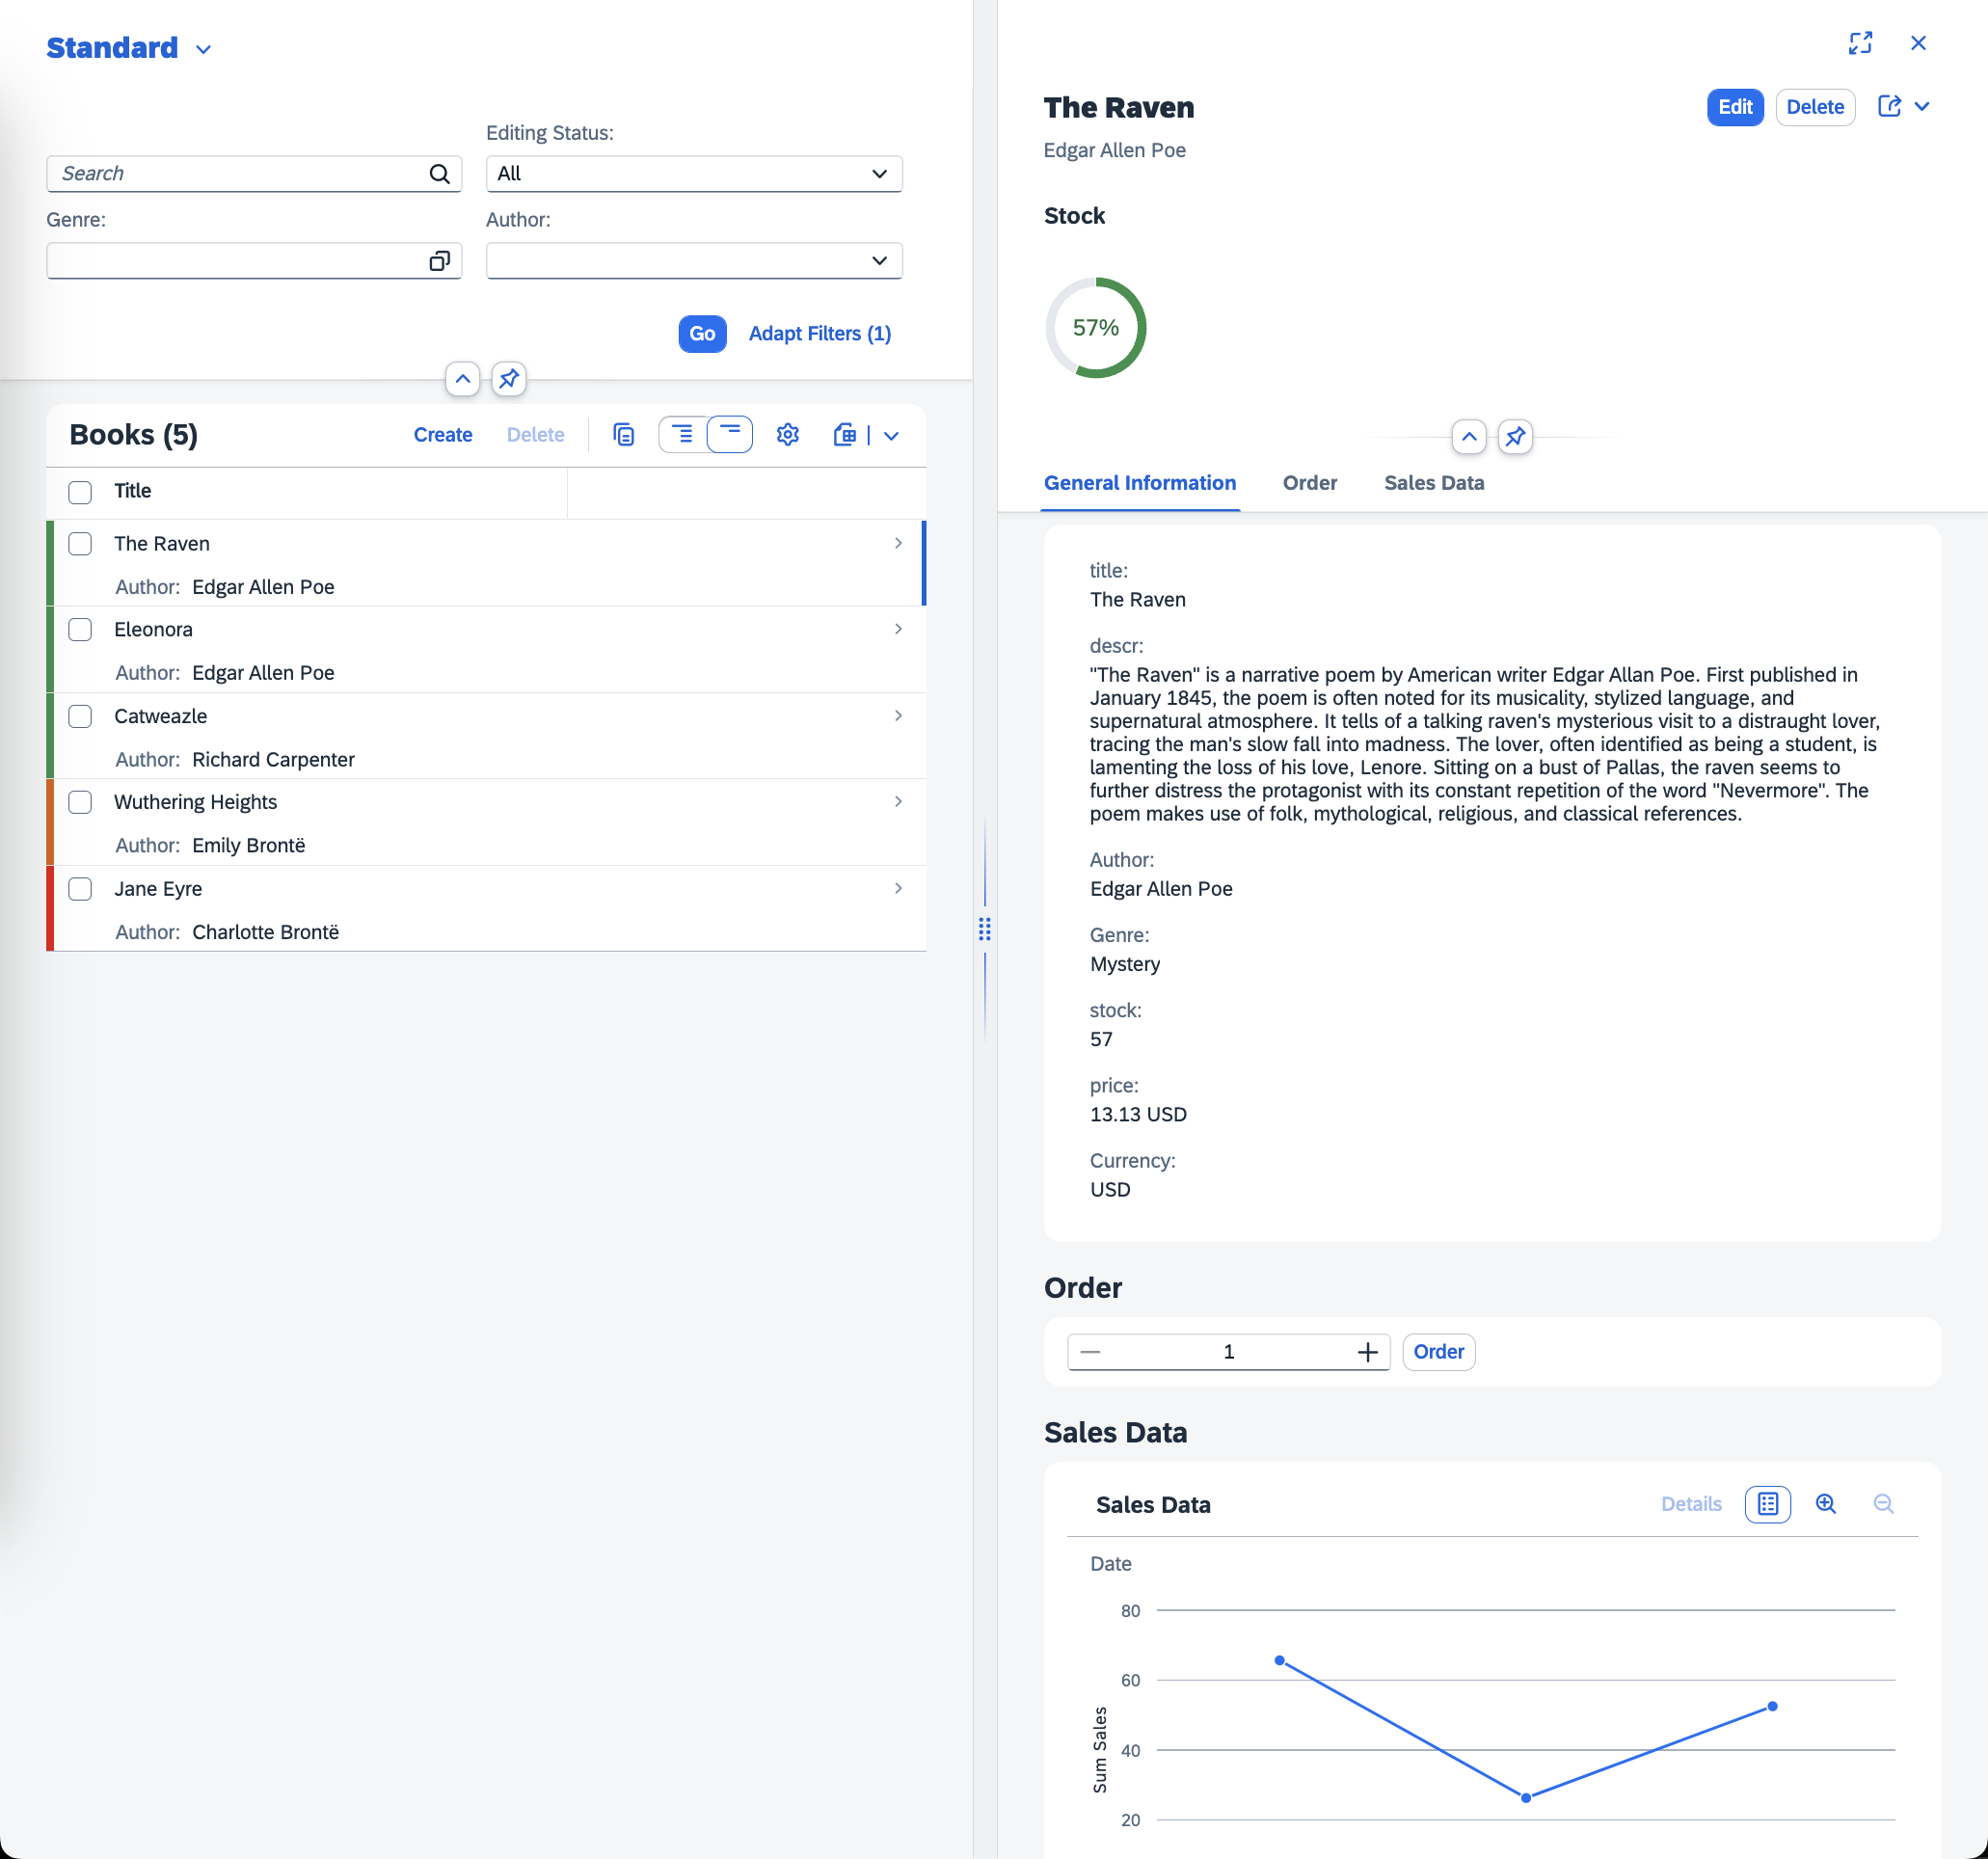 Standard
Editing Status:
Search
All
Genre:
Author:
Go
Adapt Filters (1)
Books (5)
Create
Delete
Title
The Raven
Author: Edgar Allen Poe
Eleonora
Author: Edgar Allen Poe
Catweazle
Author: Richard Carpenter
Wuthering Heights
Author: Emily Brontë
Jane Eyre
Author: Charlotte Brontë
The Raven
Edit
Delete
Edgar Allen Poe
Stock
57%
General Information
Order
Sales Data
title:
The Raven
descr:
"The Raven" is a narrative poem by American writer Edgar Allan Poe. First published in
January 1845, the poem is often noted for its musicality, stylized language, and
supernatural atmosphere. It tells of a talking raven's mysterious visit to a distraught lover,
tracing the man's slow fall into madness. The lover, often identified as being a student, is
lamenting the loss of his love, Lenore. Sitting on a bust of Pallas, the raven seems to
further distress the protagonist with its constant repetition of the word "Nevermore". The
poem makes use of folk, mythological, religious, and classical references.
Author:
Edgar Allen Poe
Genre:
Mystery
stock:
57
price:
13.13 USD
Currency:
USD
Order
1
Order
Sales Data
Sales Data
Details
Date
80
60
40
20
Sum Sales